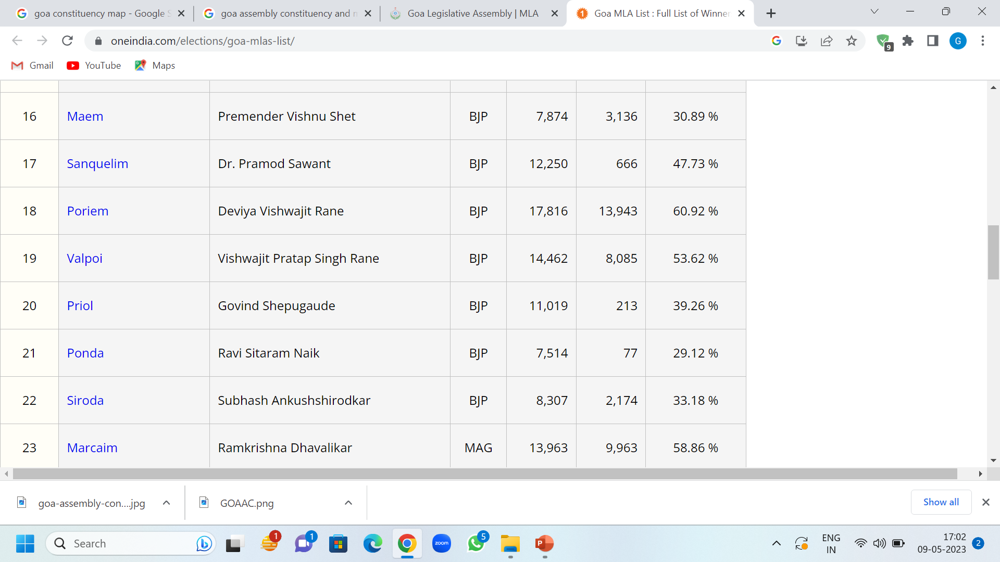 goa constituency map - Google S
goa assembly constituency and m
Goa Legislative Assembly | MLA
Goa MLA List : Full List of Winner
oneindia.com/elections/goa-mlas-list/
9
G
Gmail YouTube Maps
16 Maem Premender Vishnu Shet BJP 7,874 3,136 30.89 %
17 Sanquelim Dr. Pramod Sawant BJP 12,250 666 47.73 %
18 Poriem Deviya Vishwajit Rane BJP 17,816 13,943 60.92 %
19 Valpoi Vishwajit Pratap Singh Rane BJP 14,462 8,085 53.62 %
20 Priol Govind Shepugaude BJP 11,019 213 39.26 %
21 Ponda Ravi Sitaram Naik BJP 7,514 77 29.12 %
22 Siroda Subhash Ankushshirodkar BJP 8,307 2,174 33.18 %
23 Marcaim Ramkrishna Dhavalikar MAG 13,963 9,963 58.86 %
goa-assembly-con....jpg GOAAC.png Show all
Search 1 1 zoom 5 P
ENG
IN
17:02
09-05-2023
2